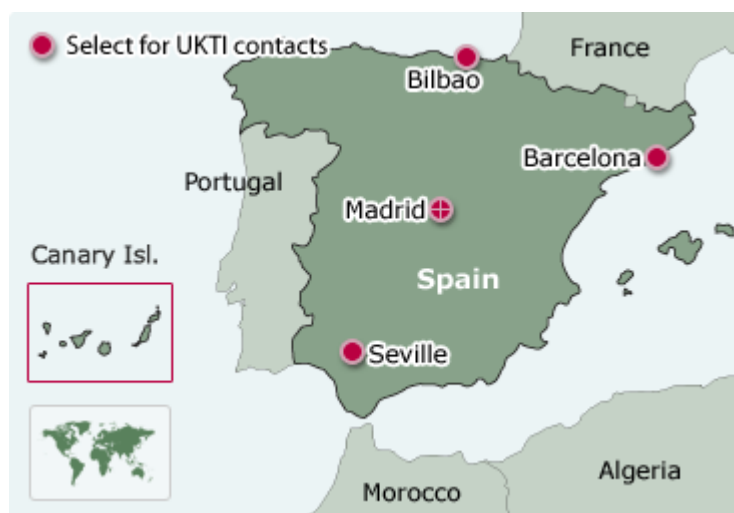 Select for UKTI contacts
France
Bilbao
Barcelona
Portugal
Madrid
Canary Isl.
Spain
Seville
Algeria
Morocco